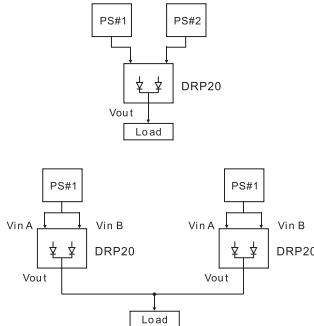 PS#1 PS#2
DRP20
Vout
Load
PS#1 PS#1
Vin A Vin B Vin A Vin B
DRP20 DRP20
Vout Vout
Load